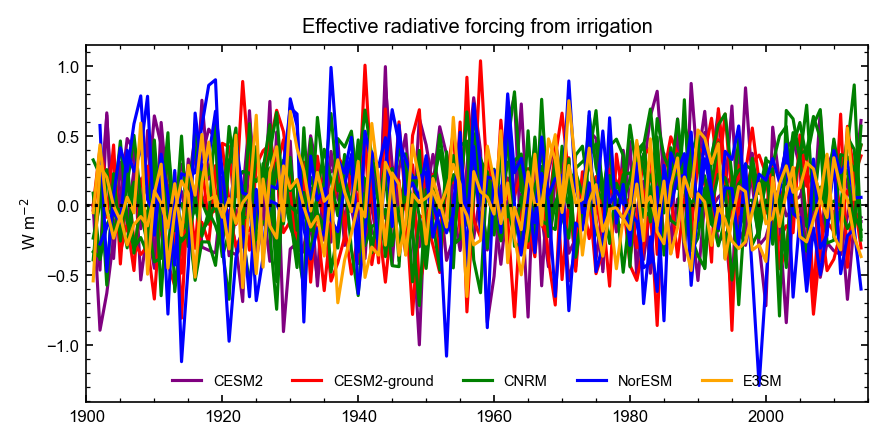 Effective radiative forcing from irrigation
1.0
0.5
0.0
−0.5
−1.0
W m−2
CESM2 CESM2-ground CNRM NorESM E3SM
1900 1920 1940 1960 1980 2000